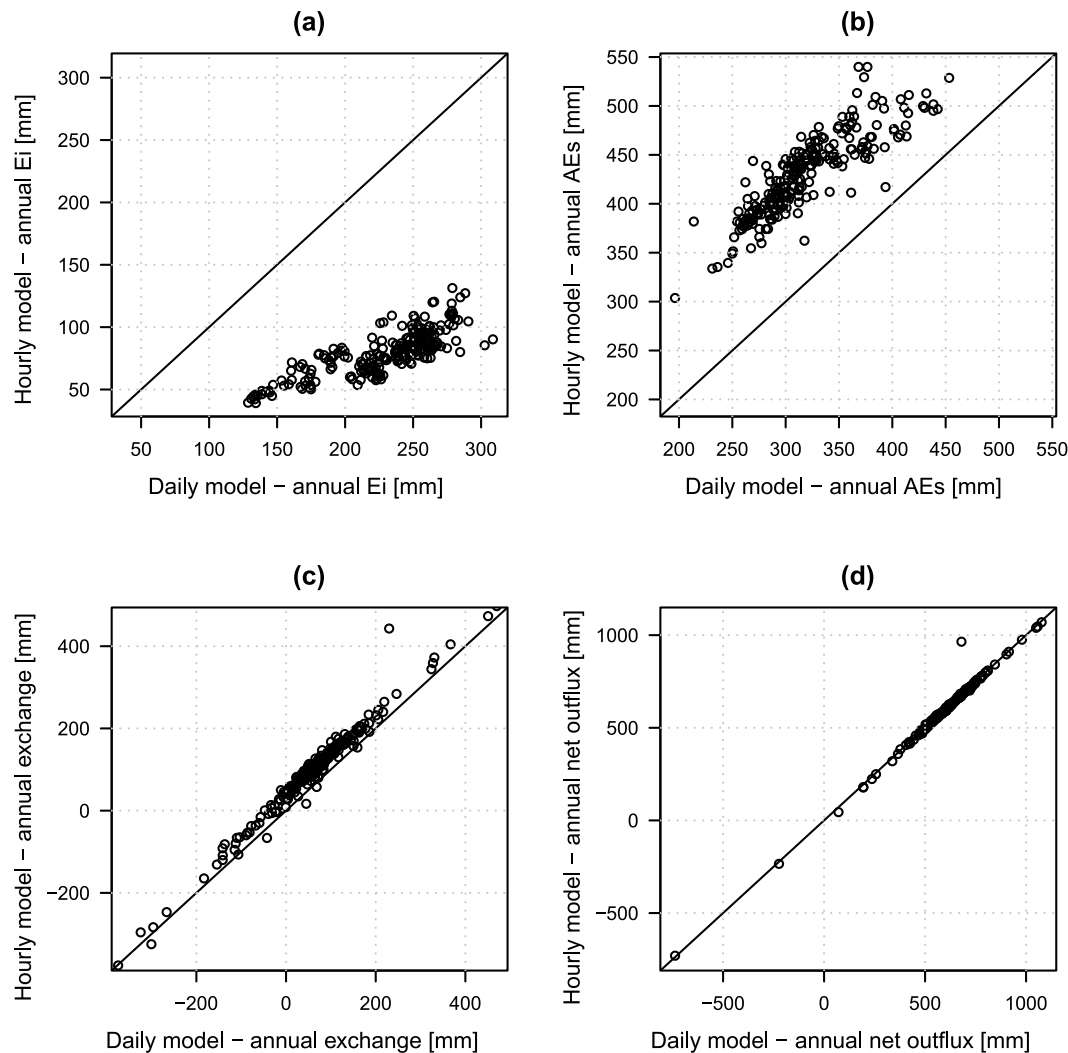 (a)
Hourly model − annual Ei [mm]
300
250
200
150
100
50
50 100 150 200 250 300
Daily model − annual Ei [mm]
(b)
Hourly model − annual AEs [mm]
550
500
450
400
350
300
250
200
200 250 300 350 400 450 500 550
Daily model − annual AEs [mm]
(c)
Hourly model − annual exchange [mm]
400
200
0
−200
−200 0 200 400
Daily model − annual exchange [mm]
(d)
Hourly model − annual net outflux [mm]
1000
500
0
−500
−500 0 500 1000
Daily model − annual net outflux [mm]